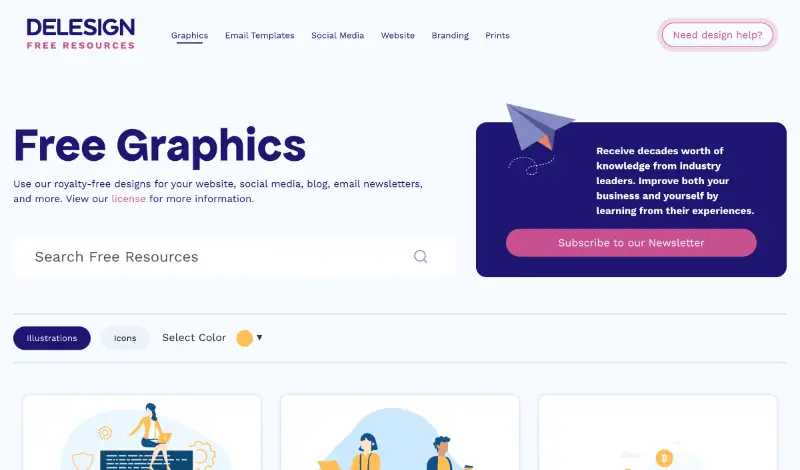 DELESIGN
FREE RESOURCES
Graphics
Email Templates
Social Media
Website
Branding
Prints
Need design help?
Free Graphics
Use our royalty-free designs for your website, social media, blog, email newsletters,
and more. View our license for more information.
Receive decades worth of
knowledge from industry
leaders. Improve both your
business and yourself by
learning from their experiences.
Subscribe to our Newsletter
Search Free Resources
Illustrations
Icons
Select Color